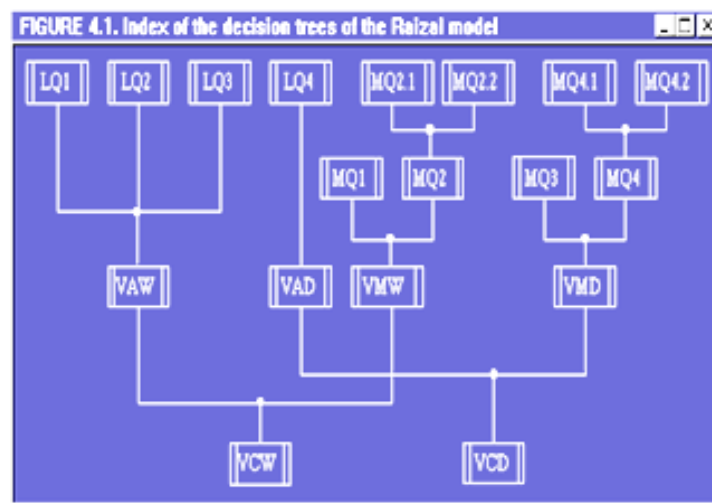 FIGURE 4.1. Index of the decision trees of the Raizal model
LQ1 LQ2 LQ3 LQ4 MQ2.1 MQ2.2 MQ4.1 MQ4.2
MQ1 MQ2 MQ3 MQ4
VAW VAD VMW VMD
VCW VCD